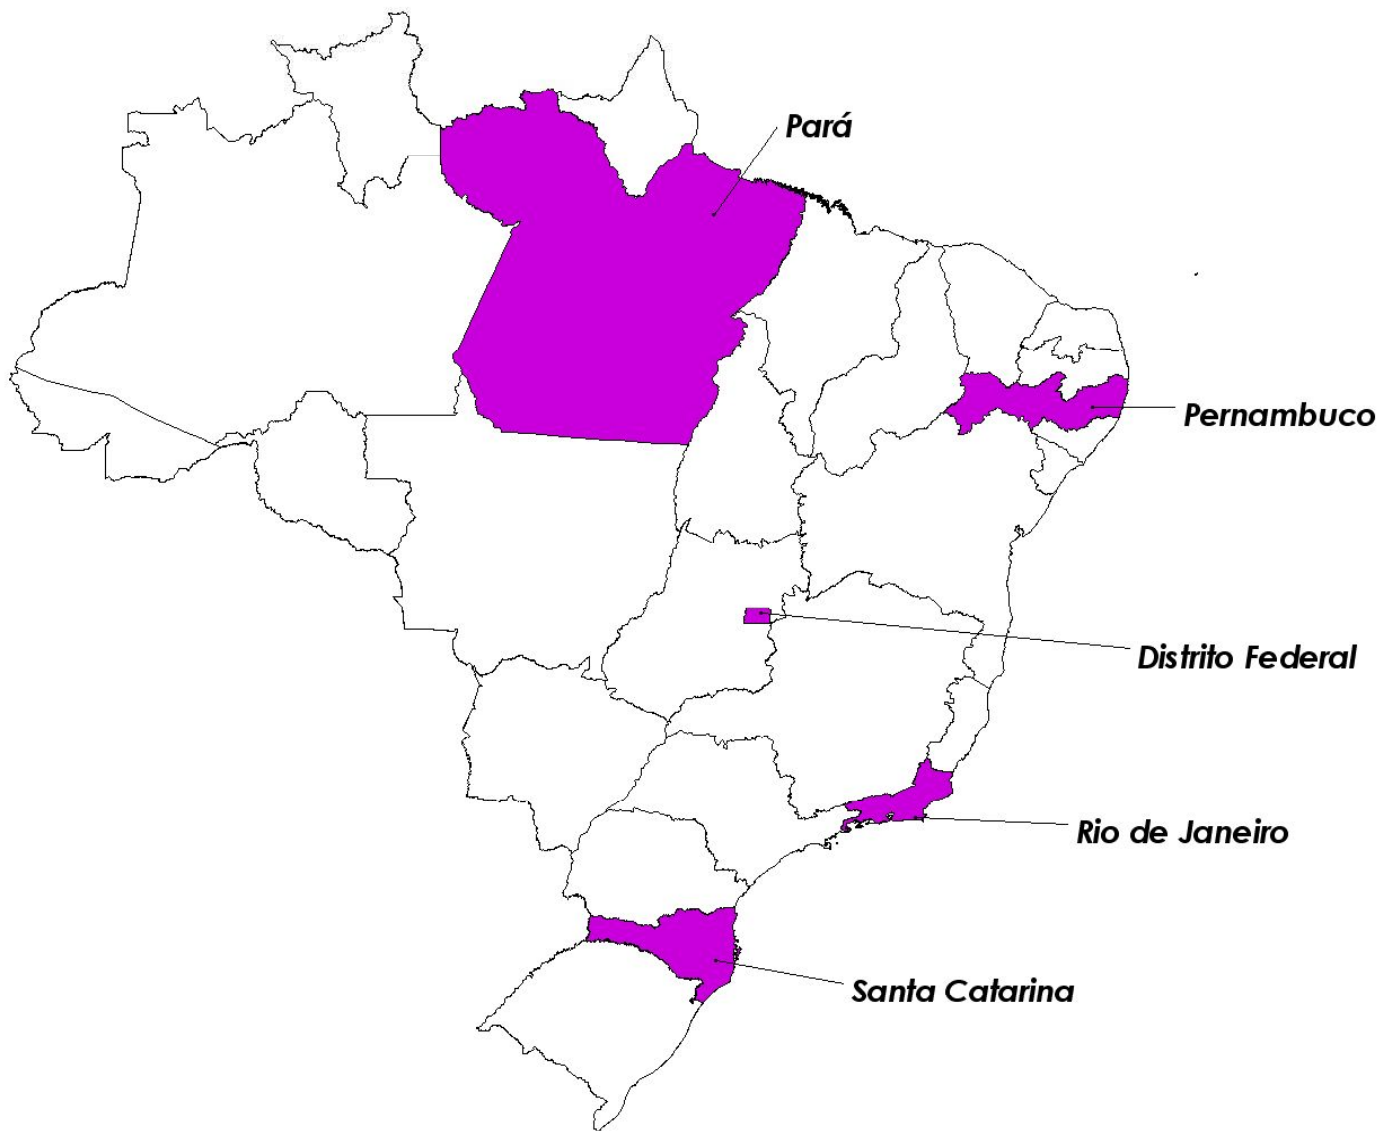 Pará
Pernambuco
Distrito Federal
Rio de Janeiro
Santa Catarina